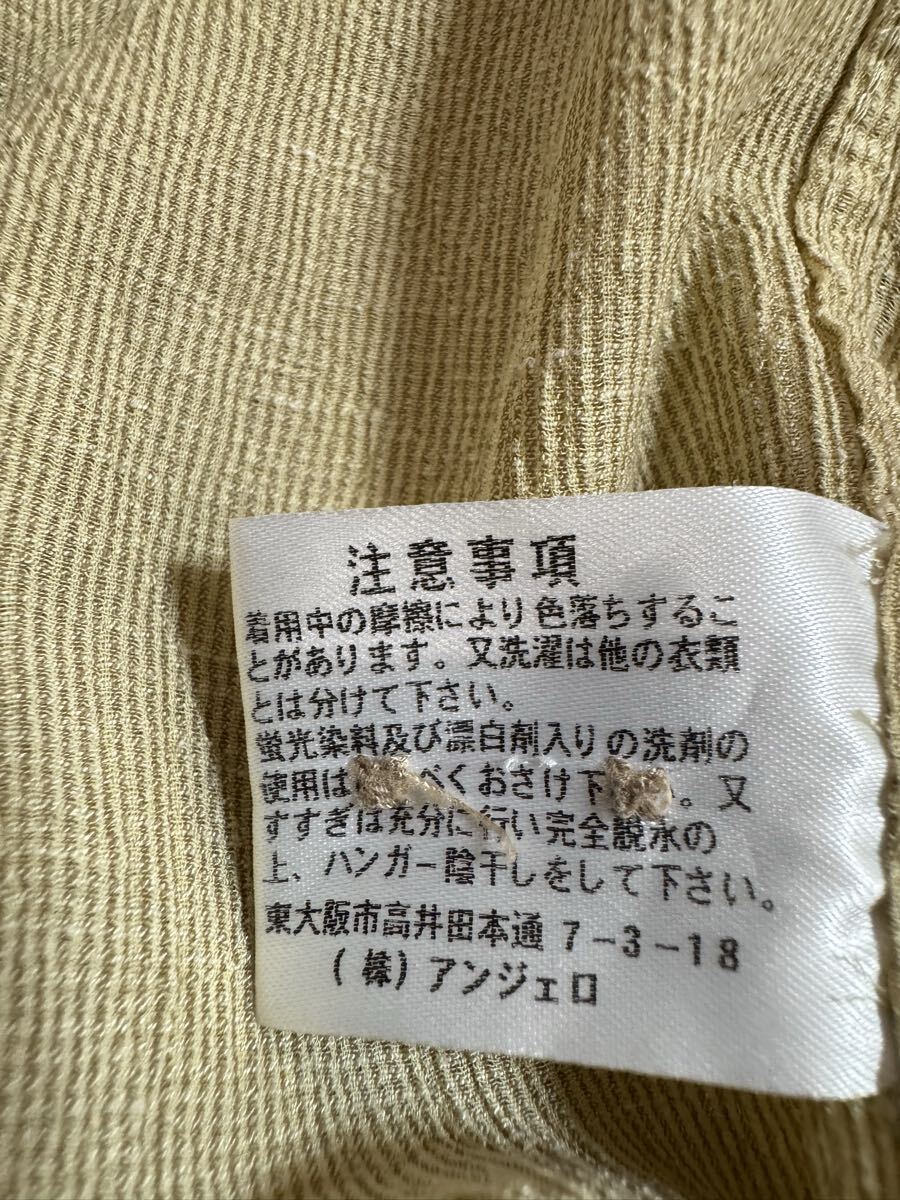 注意事項
着用中の摩擦により色落ちするこ
とがあります。又洗濯は他の衣類
とは分けて下さい。
蛍光染料及び漂白剤入りの洗剤の
使用は べくおさけ下 。又
すすぎは充分に行い完全脱水の
上、ハンガー陰干しをして下さい。
東大阪市高井田本通7-3-18
(株)アンジェロ